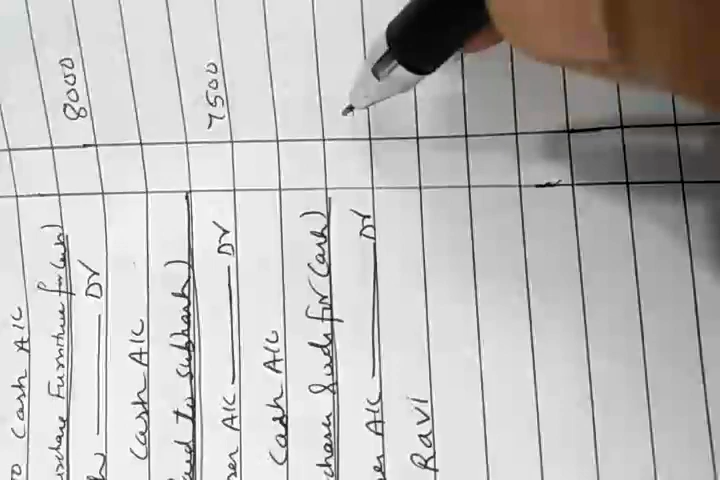 To Cash A/C
Purchase Furniture for Cash)
Dr 8000
Cash A/C
Paid to Subhash)
A/C Dr 7500
Cash A/C
Goods for Cash)
A/C Dr
Ravi